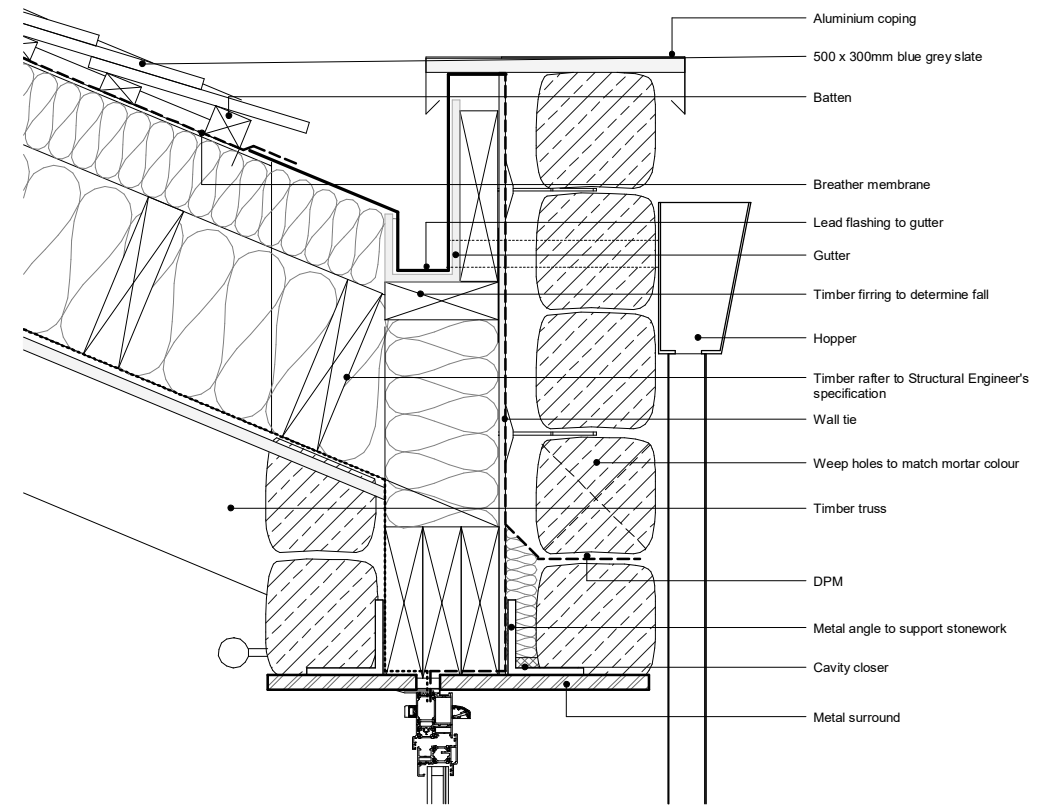 Aluminium coping
500 x 300mm blue grey slate
Batten
Breather membrane
Lead flashing to gutter
Gutter
Timber firring to determine fall
Hopper
Timber rafter to Structural Engineer's
specification
Wall tie
Weep holes to match mortar colour
Timber truss
DPM
Metal angle to support stonework
Cavity closer
Metal surround